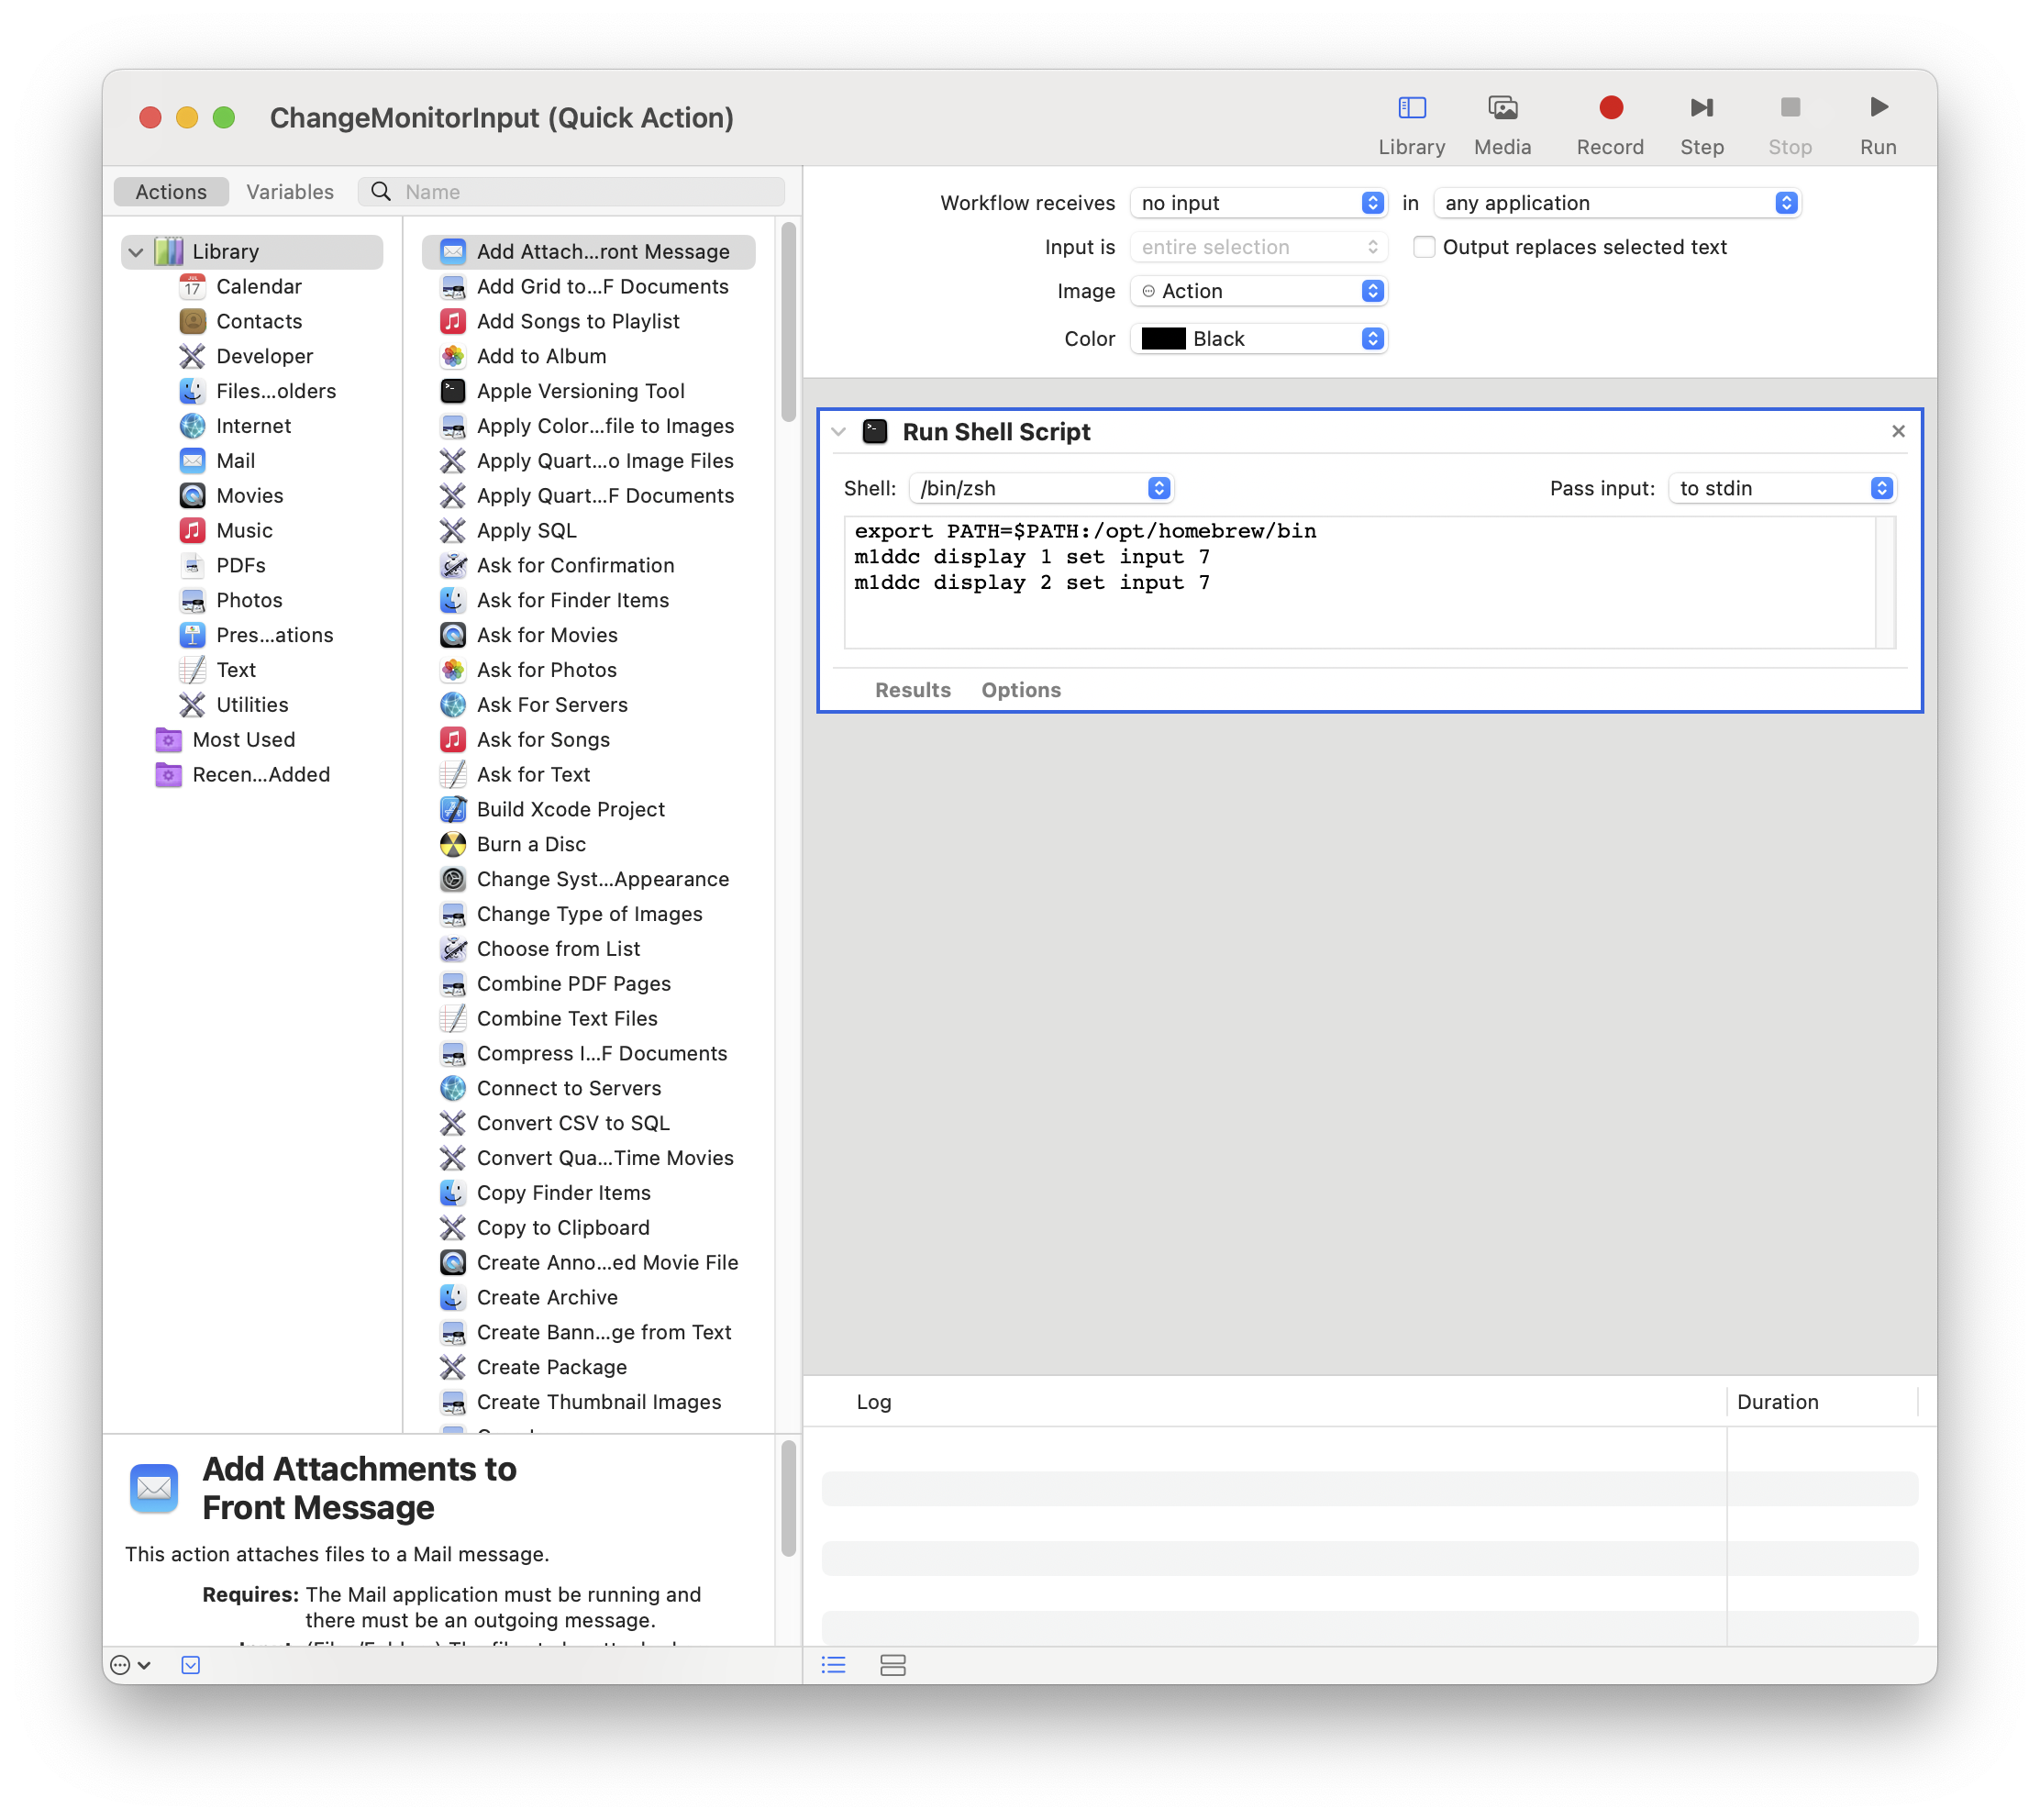 ChangeMonitorInput (Quick Action)
Library
Media
Record
Step
Stop
Run
Actions
Variables
Name
Library
JUL
17
Calendar
Contacts
Developer
Files...olders
Internet
Mail
Movies
Music
PDFs
Photos
Pres...ations
Text
Utilities
Most Used
Recen...Added
Add Attach...ront Message
Add Grid to...F Documents
Add Songs to Playlist
Add to Album
Apple Versioning Tool
Apply Color...file to Images
Apply Quart...o Image Files
Apply Quart...F Documents
Apply SQL
Ask for Confirmation
Ask for Finder Items
Ask for Movies
Ask for Photos
Ask For Servers
Ask for Songs
Ask for Text
Build Xcode Project
Burn a Disc
Change Syst...Appearance
Change Type of Images
Choose from List
Combine PDF Pages
Combine Text Files
Compress I...F Documents
Connect to Servers
Convert CSV to SQL
Convert Qua...Time Movies
Copy Finder Items
Copy to Clipboard
Create Anno...ed Movie File
Create Archive
Create Bann...ge from Text
Create Package
Create Thumbnail Images
Add Attachments to
Front Message
This action attaches files to a Mail message.
Requires: The Mail application must be running and
there must be an outgoing message.
Workflow receives no input in any application
Input is entire selection Output replaces selected text
Image Action
Color Black
Run Shell Script
Shell: /bin/zsh Pass input: to stdin
export PATH=$PATH:/opt/homebrew/bin
m1ddc display 1 set input 7
m1ddc display 2 set input 7
Results Options
Log Duration